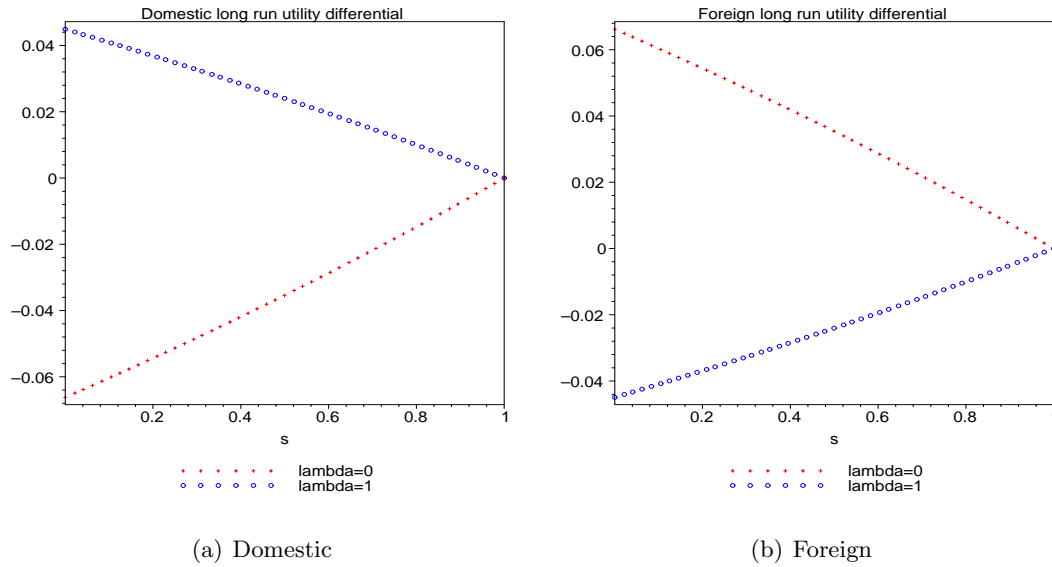 Domestic long run utility differential
0.04
0.02
0
–0.02
–0.04
–0.06
0.2 0.4 0.6 0.8 1
s
lambda=0
lambda=1
(a) Domestic
Foreign long run utility differential
0.06
0.04
0.02
0
–0.02
–0.04
0.2 0.4 0.6 0.8
s
lambda=0
lambda=1
(b) Foreign